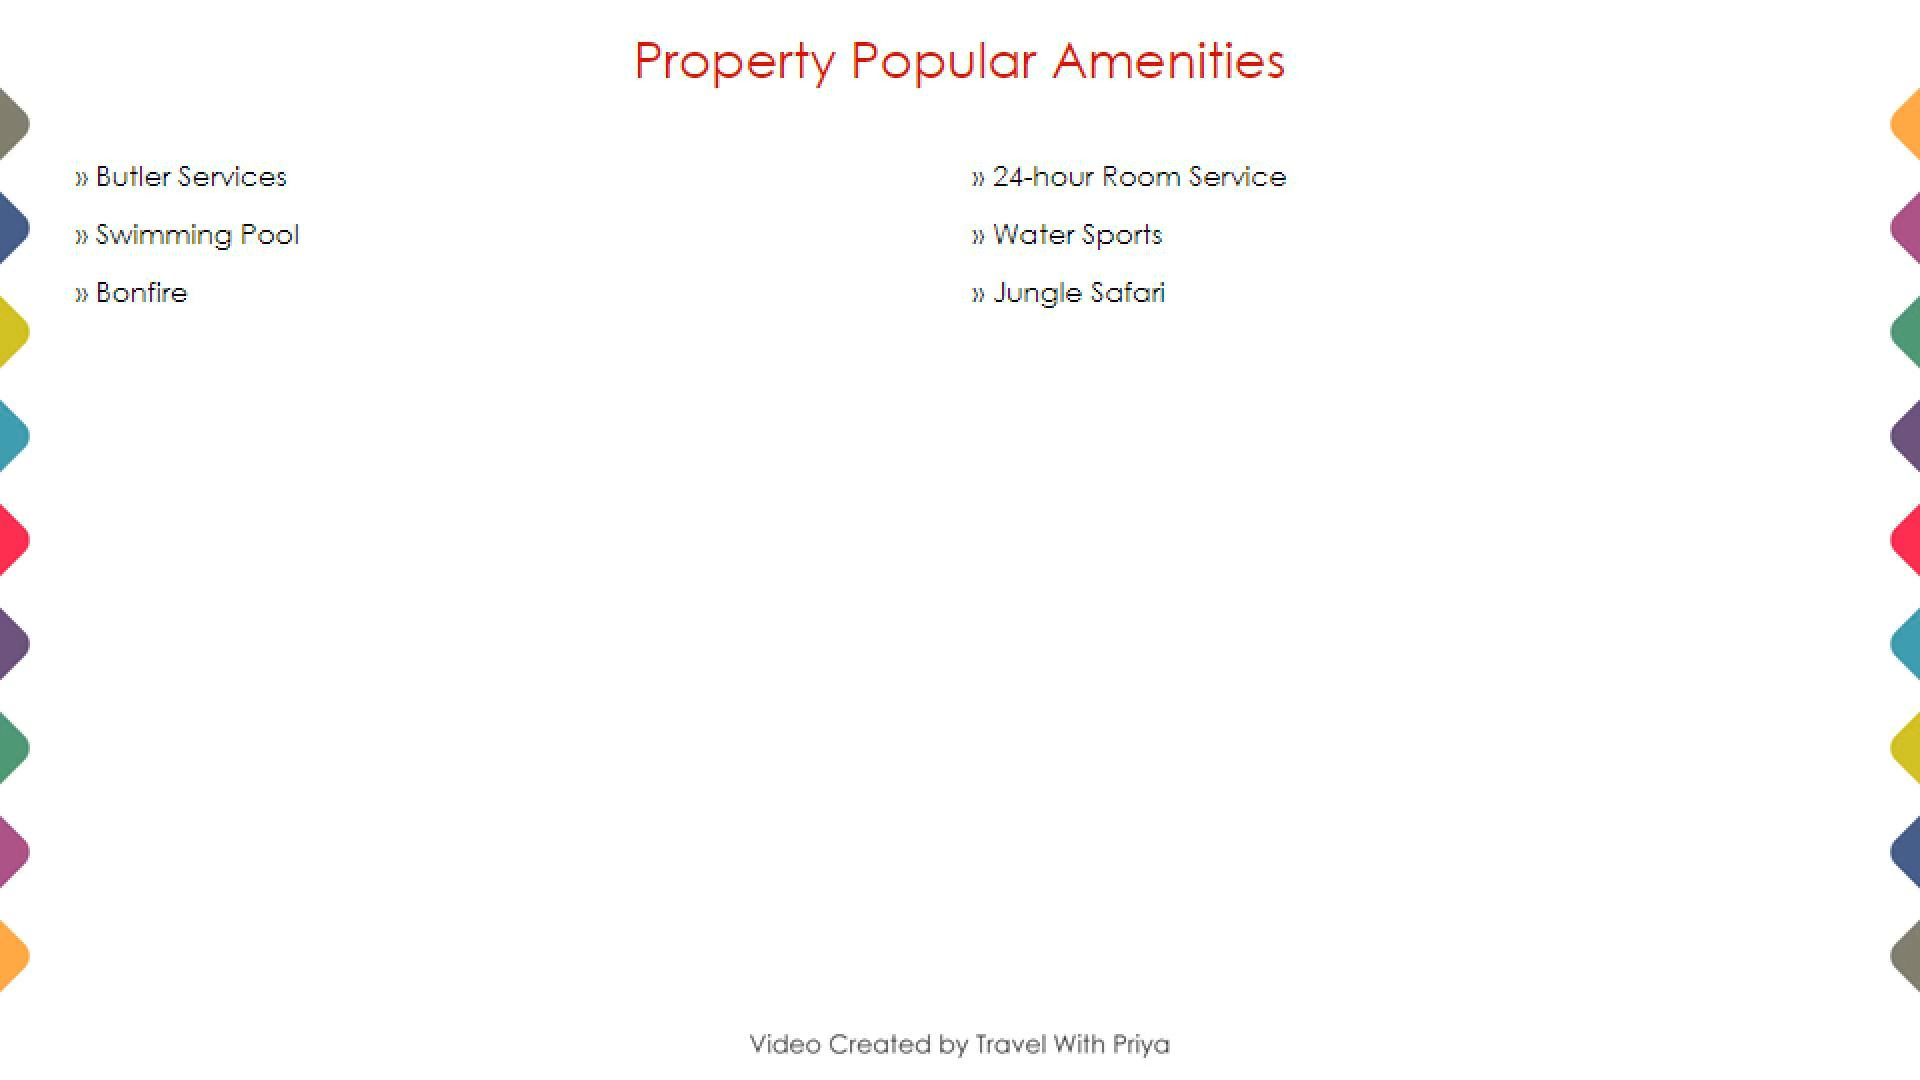 Property Popular Amenities
» Butler Services
» 24-hour Room Service
» Swimming Pool
» Water Sports
» Bonfire
» Jungle Safari
Video Created by Travel With Priya